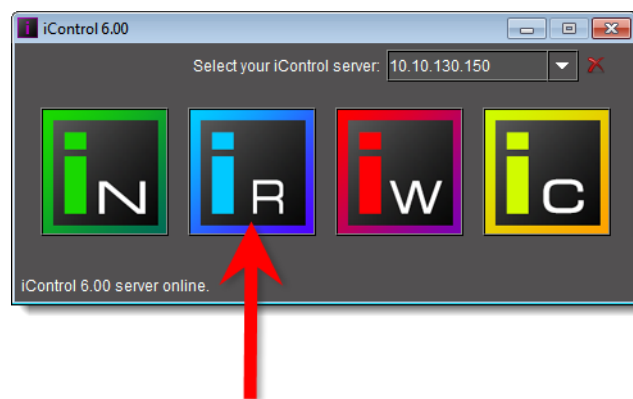 iControl 6.00
Select your iControl server: 10.10.130.150
iN iR iW iC
iControl 6.00 server online.